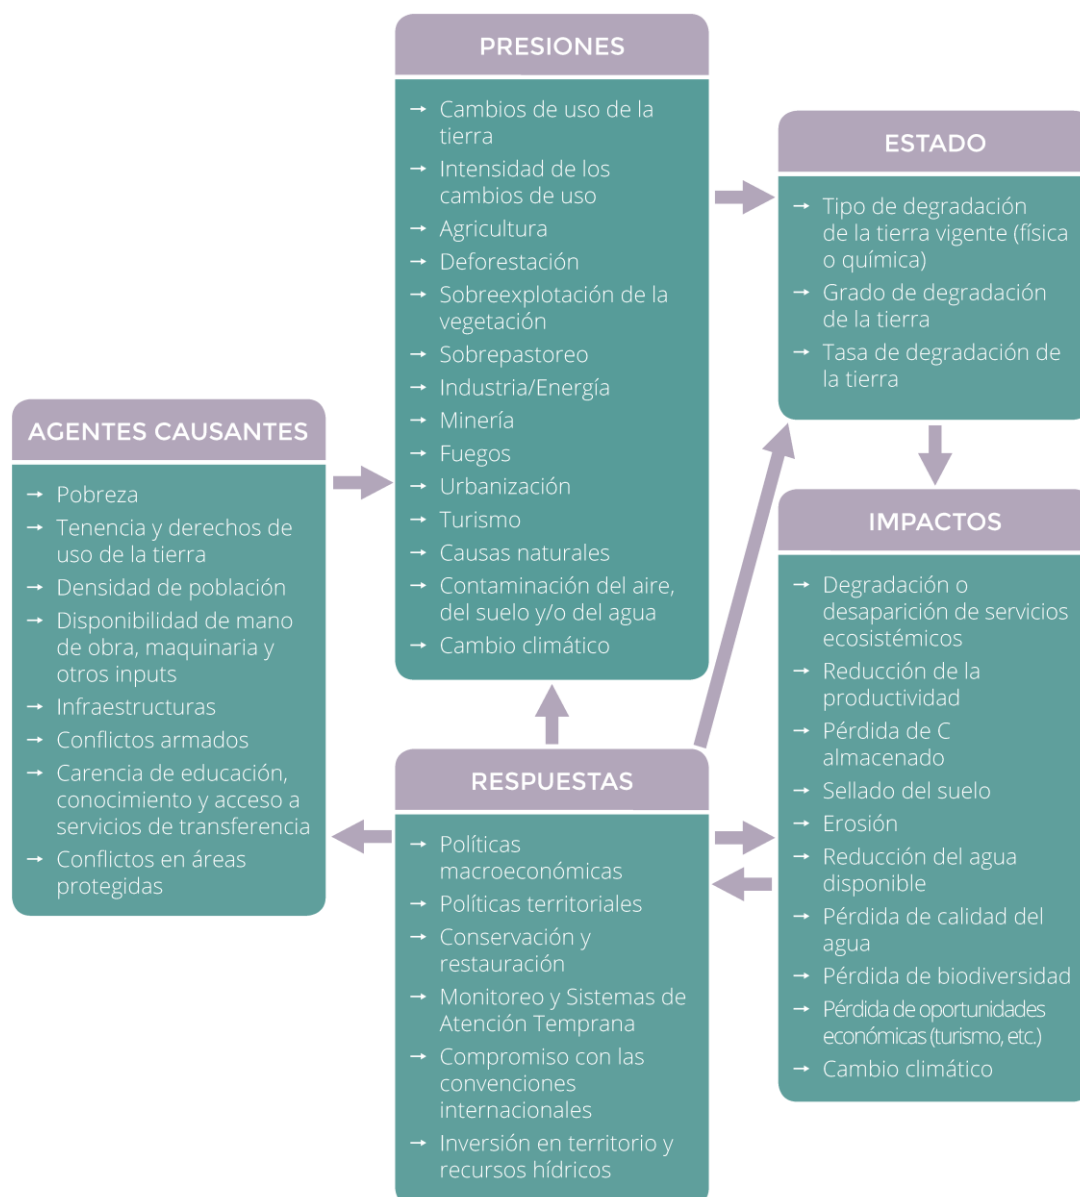 PRESIONES
→ Cambios de uso de la
tierra
→ Intensidad de los
cambios de uso
→ Agricultura
→ Deforestación
→ Sobreexplotación de la
vegetación
→ Sobrepastoreo
→ Industria/Energía
→ Minería
→ Fuegos
→ Urbanización
→ Turismo
→ Causas naturales
→ Contaminación del aire,
del suelo y/o del agua
→ Cambio climático
ESTADO
→ Tipo de degradación
de la tierra vigente (física
o química)
→ Grado de degradación
de la tierra
→ Tasa de degradación de
la tierra
AGENTES CAUSANTES
→ Pobreza
→ Tenencia y derechos de
uso de la tierra
→ Densidad de población
→ Disponibilidad de mano
de obra, maquinaria y
otros inputs
→ Infraestructuras
→ Conflictos armados
→ Carencia de educación,
conocimiento y acceso a
servicios de transferencia
→ Conflictos en áreas
protegidas
IMPACTOS
→ Degradación o
desaparición de servicios
ecosistémicos
→ Reducción de la
productividad
→ Pérdida de C
almacenado
→ Sellado del suelo
→ Erosión
→ Reducción del agua
disponible
→ Pérdida de calidad del
agua
→ Pérdida de biodiversidad
→ Pérdida de oportunidades
económicas (turismo, etc.)
→ Cambio climático
RESPUESTAS
→ Políticas
macroeconómicas
→ Políticas territoriales
→ Conservación y
restauración
→ Monitoreo y Sistemas de
Atención Temprana
→ Compromiso con las
convenciones
internacionales
→ Inversión en territorio y
recursos hídricos